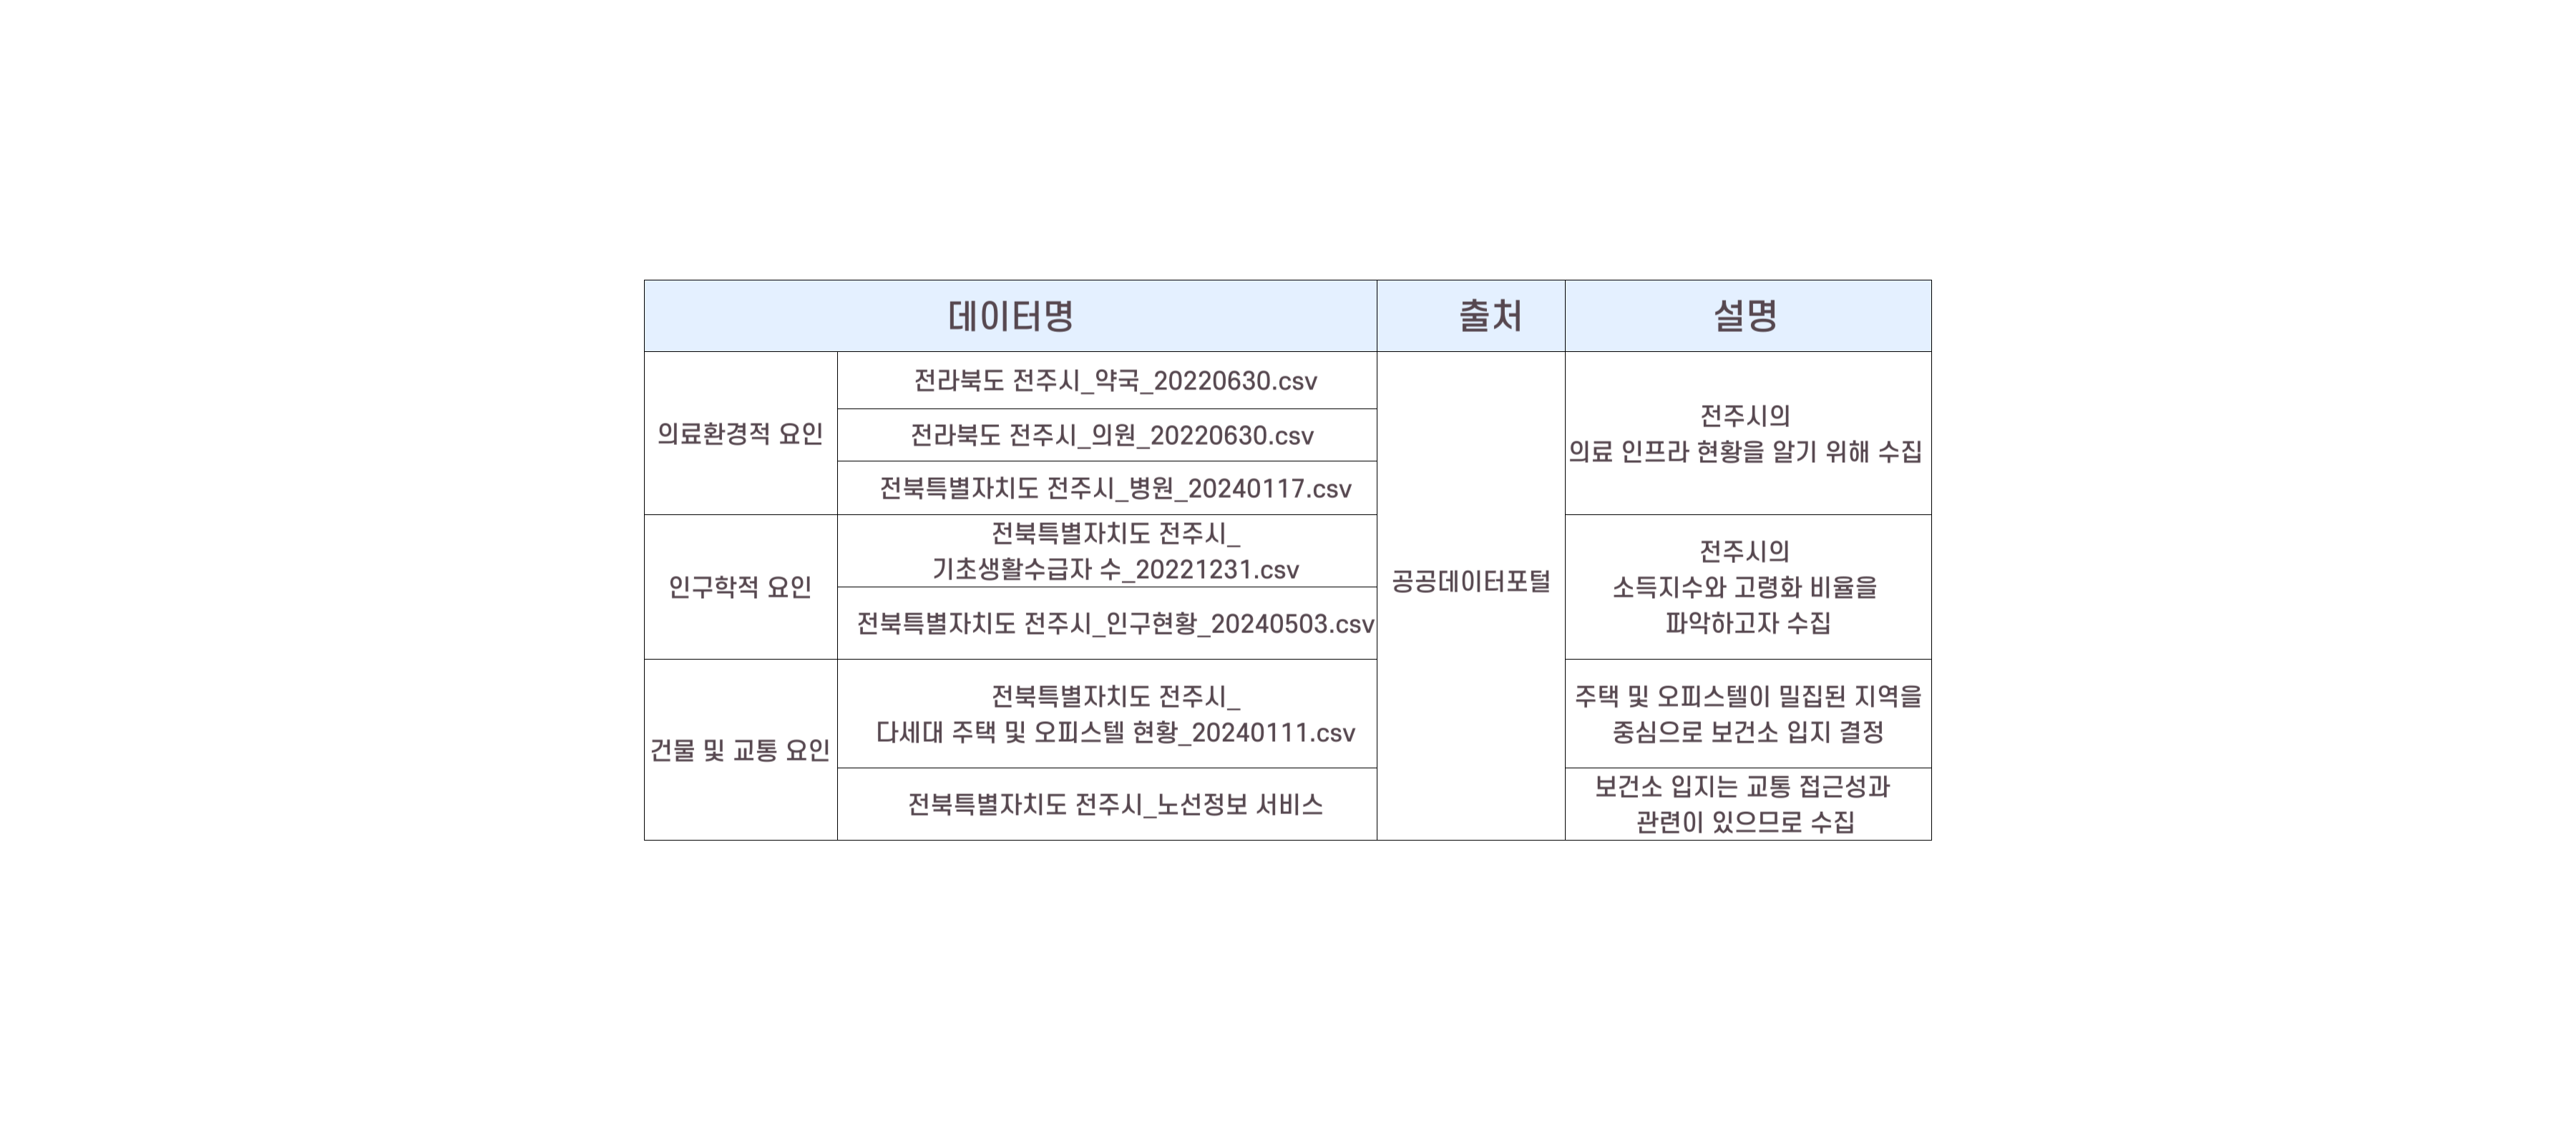 데이터명
출처
설명
의료환경적 요인
전라북도 전주시_약국_20220630.csv
전라북도 전주시_의원_20220630.csv
전북특별자치도 전주시_병원_20240117.csv
공공데이터포털
전주시의
의료 인프라 현황을 알기 위해 수집
인구학적 요인
전북특별자치도 전주시_
기초생활수급자 수_20221231.csv
전북특별자치도 전주시_인구현황_20240503.csv
전주시의
소득지수와 고령화 비율을
파악하고자 수집
건물 및 교통 요인
전북특별자치도 전주시_
다세대 주택 및 오피스텔 현황_20240111.csv
주택 및 오피스텔이 밀집된 지역을
중심으로 보건소 입지 결정
전북특별자치도 전주시_노선정보 서비스
보건소 입지는 교통 접근성과
관련이 있으므로 수집